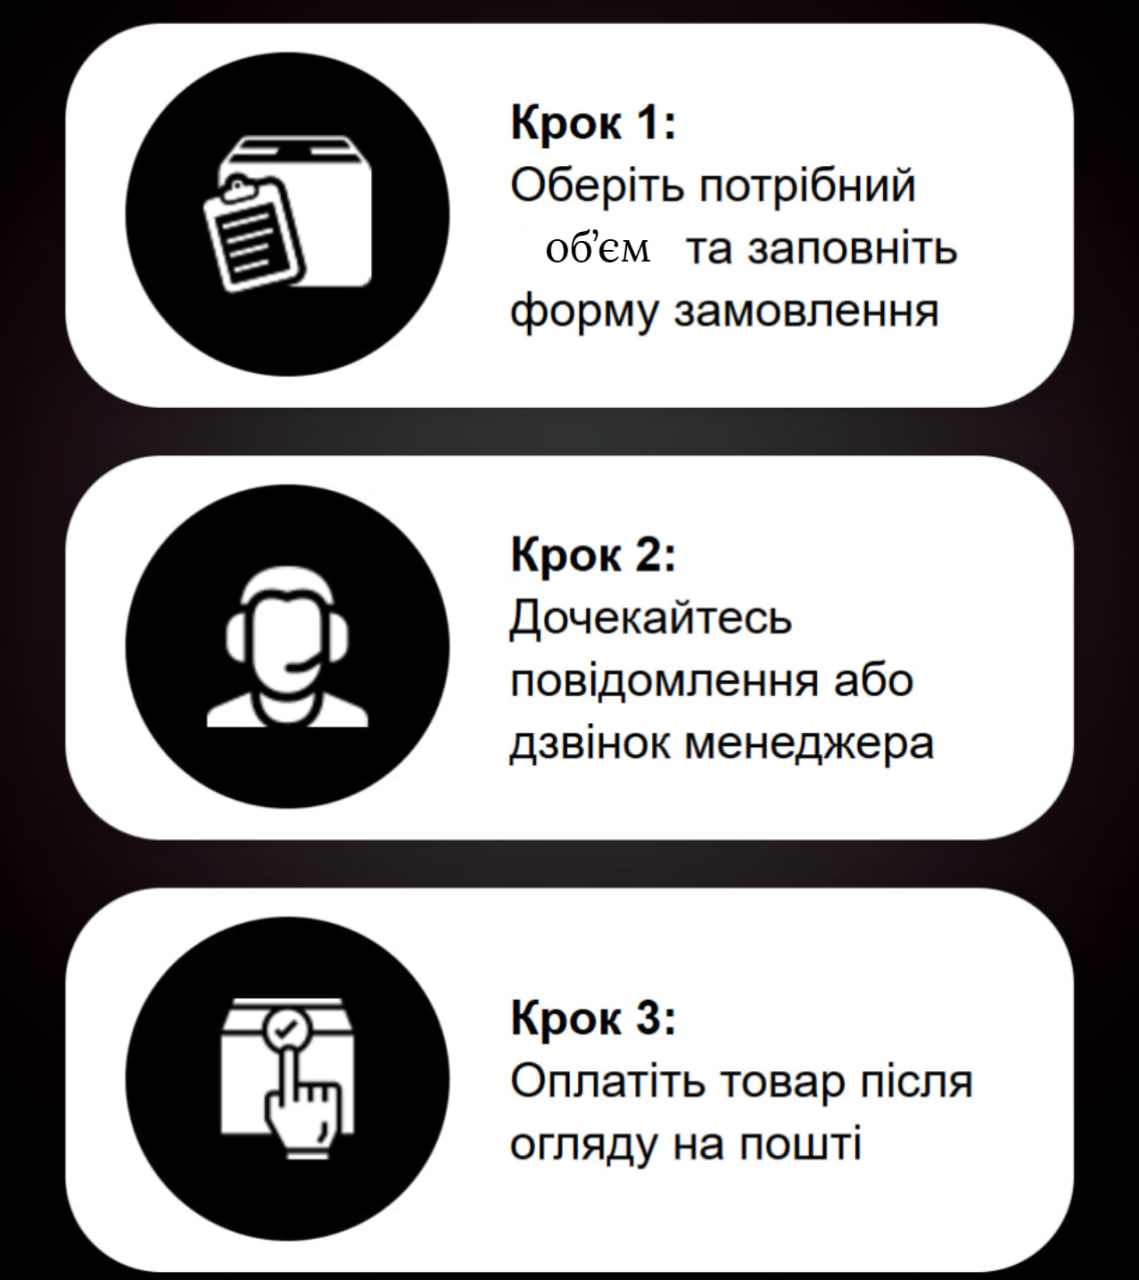 Крок 1:
Оберіть потрібний
об’єм та заповніть
форму замовлення
Крок 2:
Дочекайтесь
повідомлення або
дзвінок менеджера
Крок 3:
Оплатіть товар після
огляду на пошті